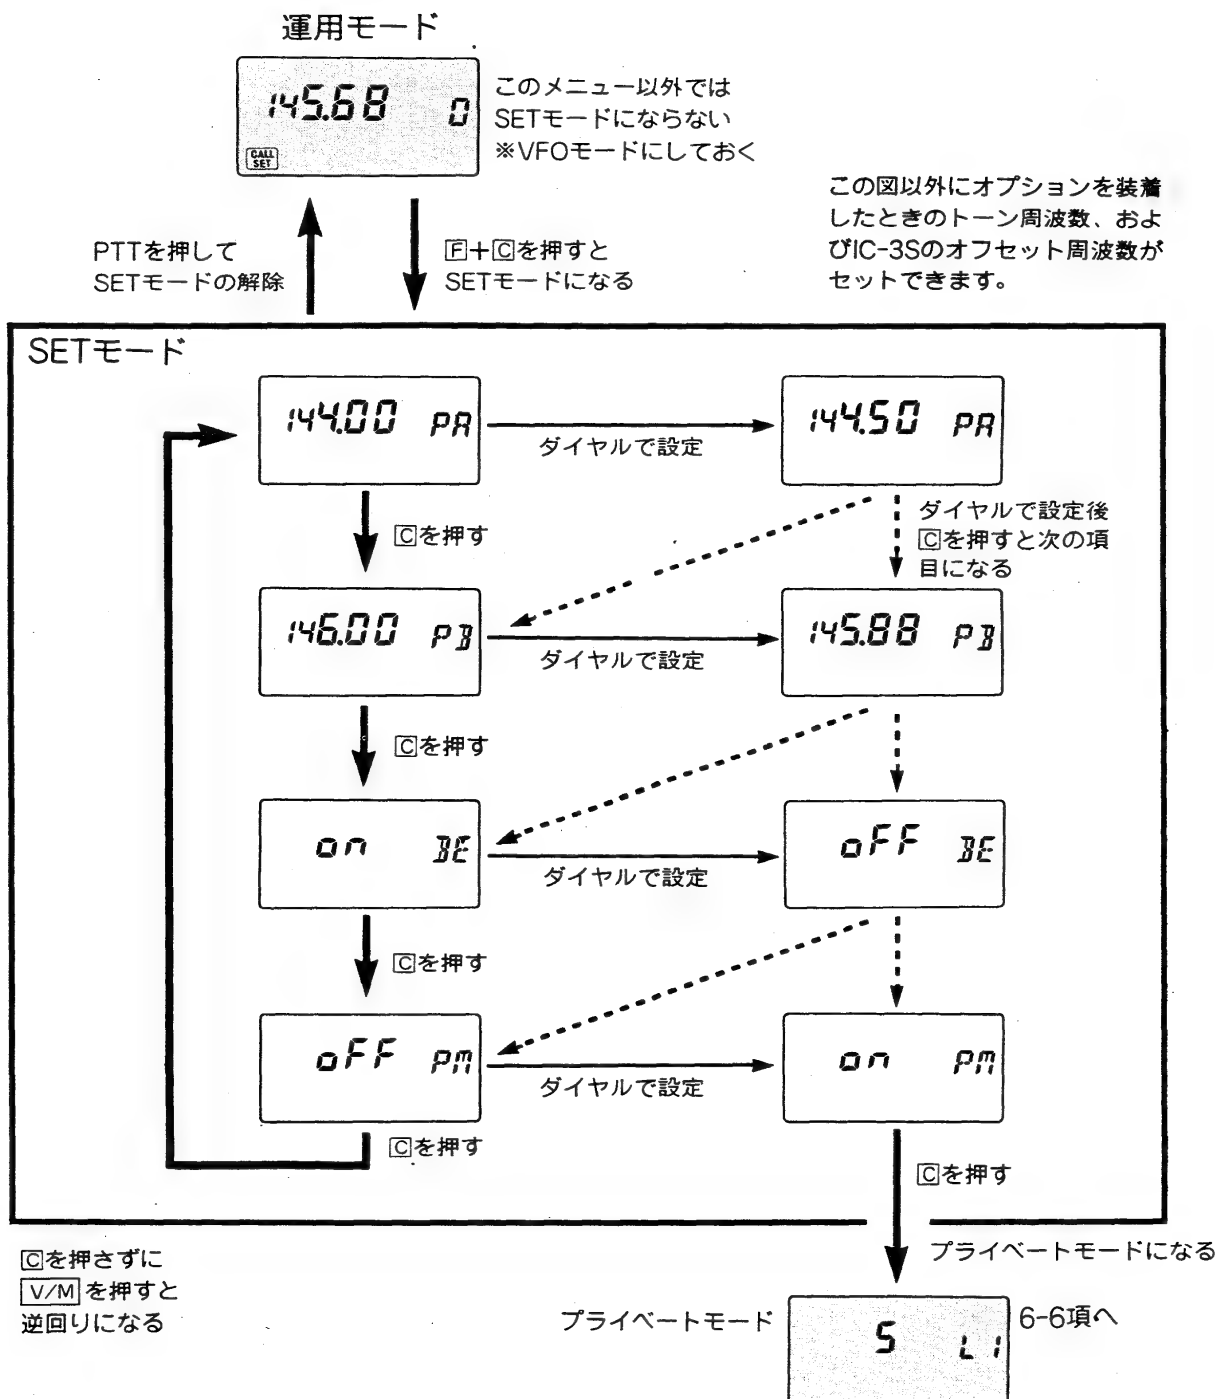 運用モード
145.68 0
CALL
SET
このメニュー以外では
SETモードにならない
※VFOモードにしておく
この図以外にオプションを装着
したときのトーン周波数、およ
びIC-3Sのオフセット周波数が
セットできます。
PTTを押して
SETモードの解除
F+Cを押すと
SETモードになる
SETモード
144.00 PA
ダイヤルで設定
144.50 PA
Cを押す
ダイヤルで設定後
Cを押すと次の項
目になる
146.00 PB
ダイヤルで設定
145.88 PB
Cを押す
on BE
ダイヤルで設定
oFF BE
Cを押す
oFF PM
ダイヤルで設定
on PM
Cを押す
Cを押す
Cを押さずに
V/Mを押すと
逆回りになる
プライベートモードになる
プライベートモード
5 L1
6-6項へ